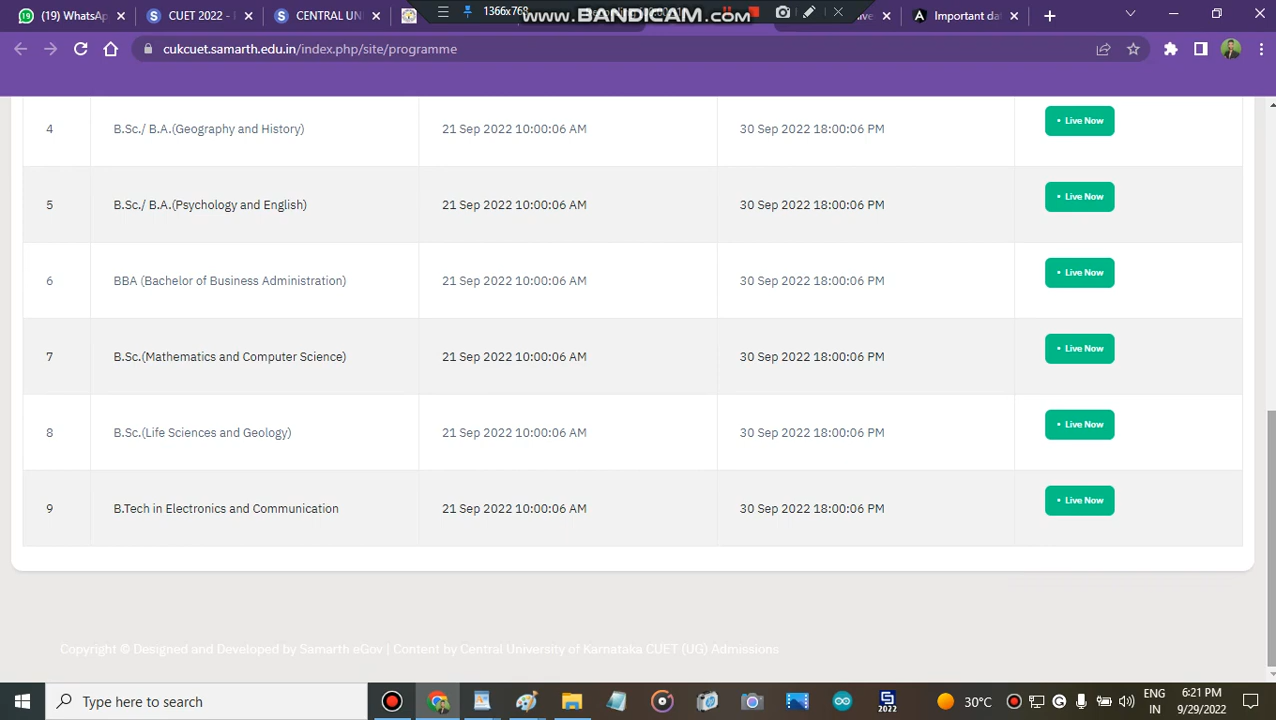 (19) WhatsA
CUET 2022 -
CENTRAL UNI
1366x768
www.BANDICAM.com
Important da
cukcuet.samarth.edu.in/index.php/site/programme
4 B.Sc./ B.A.(Geography and History) 21 Sep 2022 10:00:06 AM 30 Sep 2022 18:00:06 PM • Live Now
5 B.Sc./ B.A.(Psychology and English) 21 Sep 2022 10:00:06 AM 30 Sep 2022 18:00:06 PM • Live Now
6 BBA (Bachelor of Business Administration) 21 Sep 2022 10:00:06 AM 30 Sep 2022 18:00:06 PM • Live Now
7 B.Sc.(Mathematics and Computer Science) 21 Sep 2022 10:00:06 AM 30 Sep 2022 18:00:06 PM • Live Now
8 B.Sc.(Life Sciences and Geology) 21 Sep 2022 10:00:06 AM 30 Sep 2022 18:00:06 PM • Live Now
9 B.Tech in Electronics and Communication 21 Sep 2022 10:00:06 AM 30 Sep 2022 18:00:06 PM • Live Now
Copyright © Designed and Developed by Samarth eGov | Content by Central University of Karnataka CUET (UG) Admissions
Type here to search
2022
30°C
ENG
IN
6:21 PM
9/29/2022